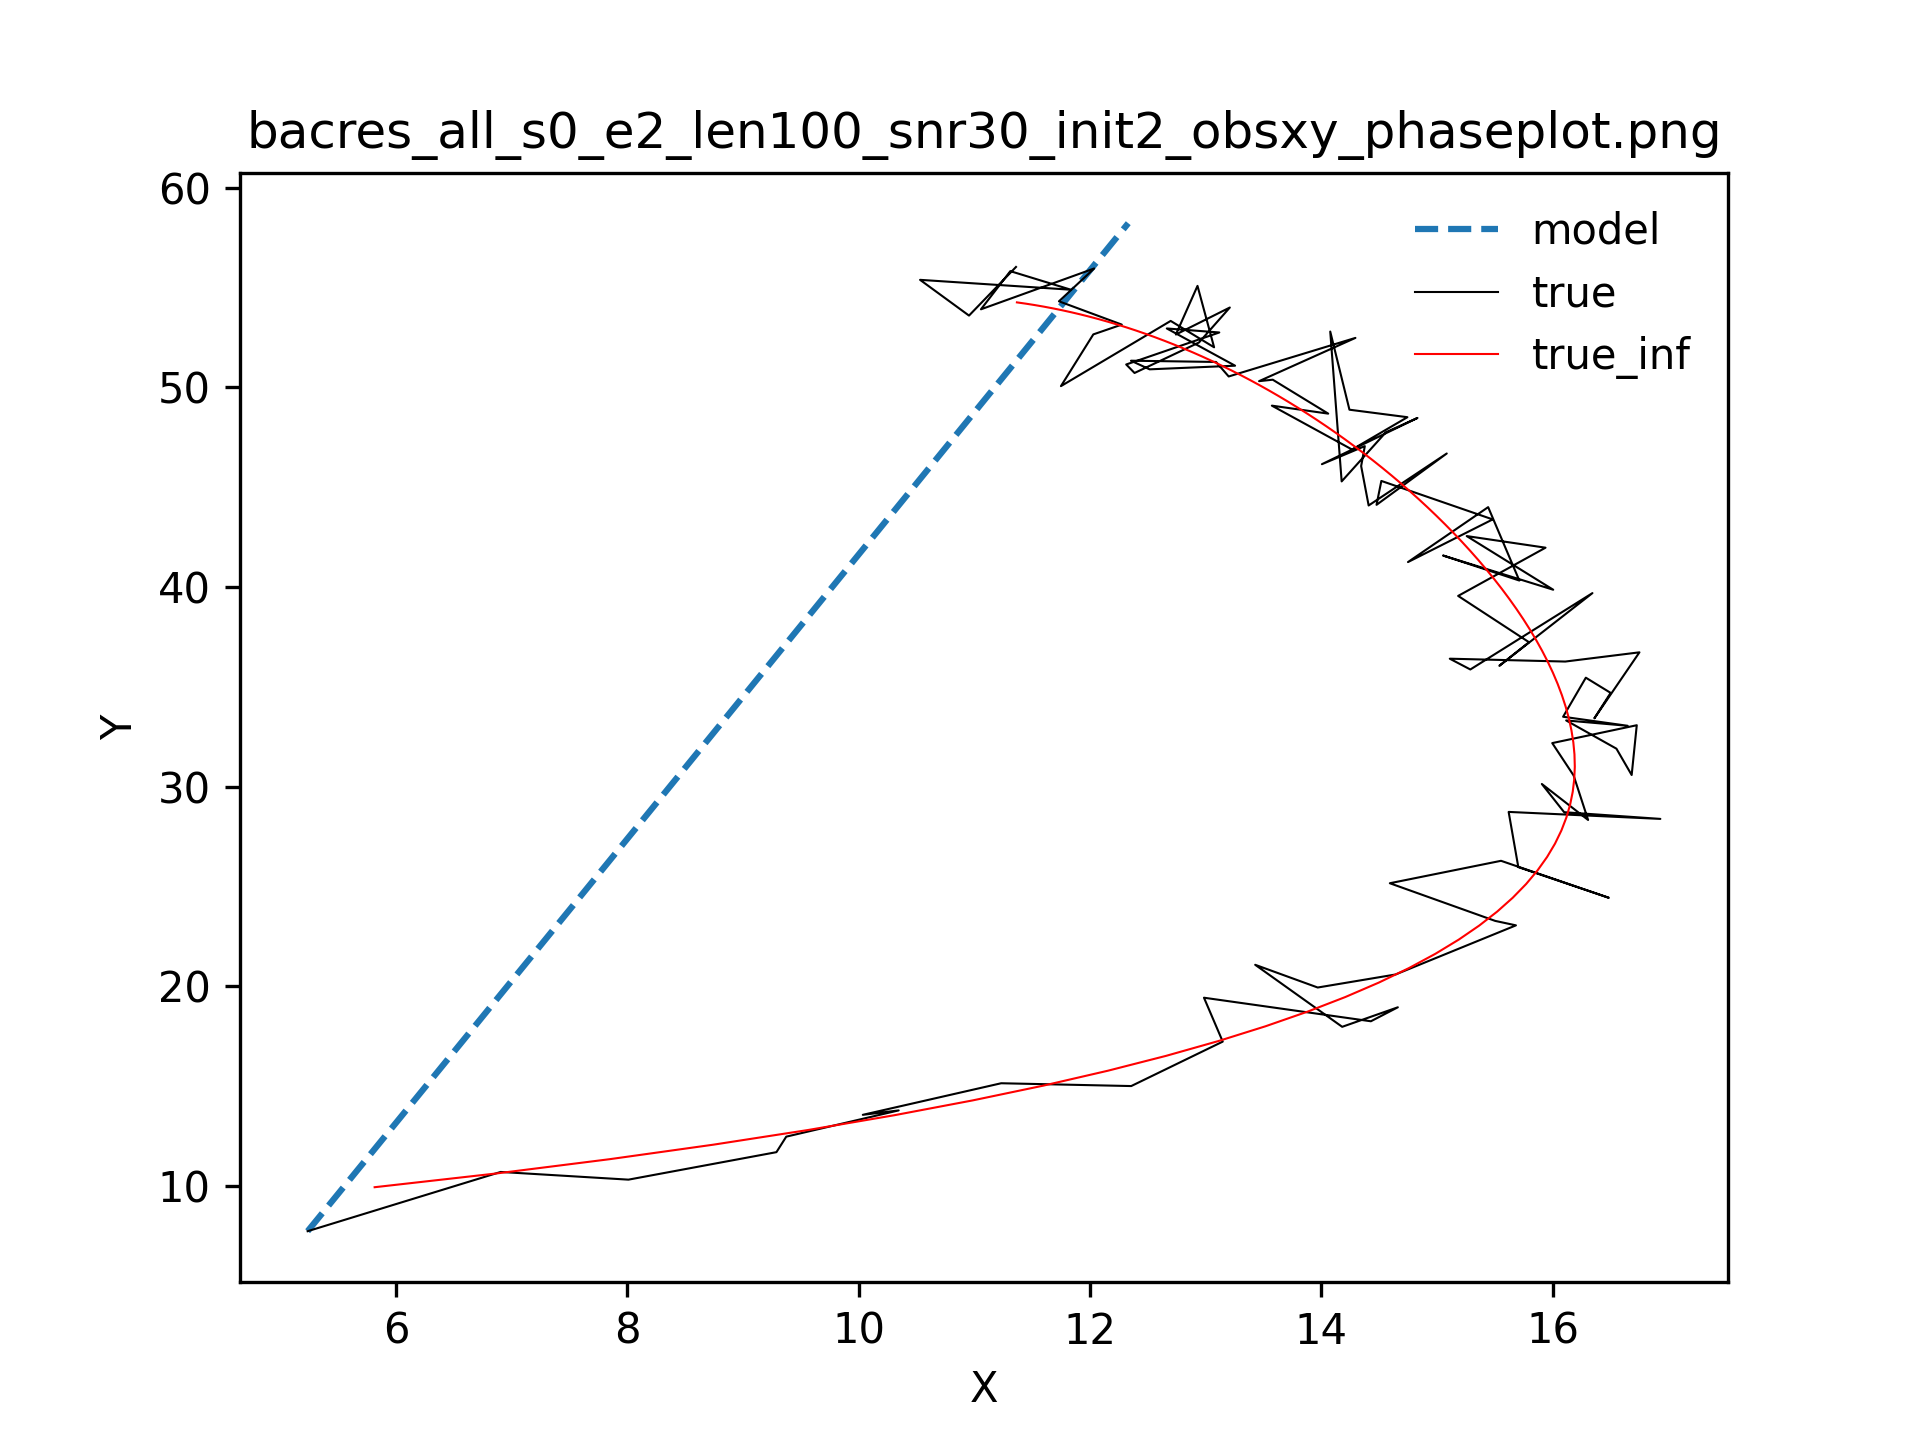 bacres_all_s0_e2_len100_snr30_init2_obsxy_phaseplot.png
60
50
40
30
20
10
Y
model
true
true_inf
6 8 10 12 14 16
X